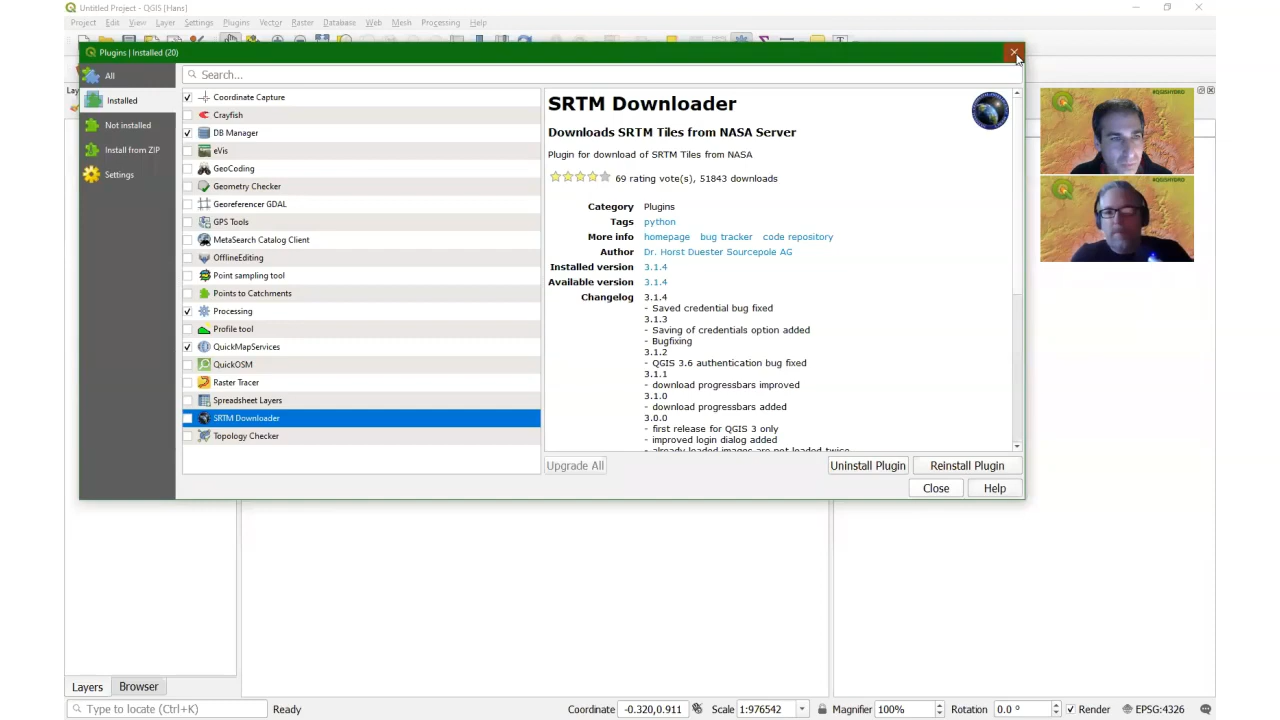 Untitled Project - QGIS [Hans]
Project Edit View Layer Settings Plugins Vector Raster Database Web Mesh Processing Help
Plugins | Installed (20)
All
Installed
Not installed
Install from ZIP
Settings
Search...
Coordinate Capture
Crayfish
DB Manager
eVis
GeoCoding
Geometry Checker
Georeferencer GDAL
GPS Tools
MetaSearch Catalog Client
OfflineEditing
Point sampling tool
Points to Catchments
Processing
Profile tool
QuickMapServices
QuickOSM
Raster Tracer
Spreadsheet Layers
SRTM Downloader
Topology Checker
SRTM Downloader
Downloads SRTM Tiles from NASA Server
Plugin for download of SRTM Tiles from NASA
69 rating vote(s), 51843 downloads
Category Plugins
Tags python
More info homepage bug tracker code repository
Author Dr. Horst Duester Sourcepole AG
Installed version 3.1.4
Available version 3.1.4
Changelog 3.1.4
- Saved credential bug fixed
3.1.3
- Saving of credentials option added
- Bugfixing
3.1.2
- QGIS 3.6 authentication bug fixed
3.1.1
- download progressbars improved
3.1.0
- download progressbars added
3.0.0
- first release for QGIS 3 only
- improved login dialog added
- already loaded images are not loaded twice
Upgrade All Uninstall Plugin Reinstall Plugin
Close Help
#QGISHYDRO
#QGISHYDRO
Lay
Layers Browser
Type to locate (Ctrl+K) Ready Coordinate -0.320,0.911 Scale 1:976542 Magnifier 100% Rotation 0.0 ° Render EPSG:4326